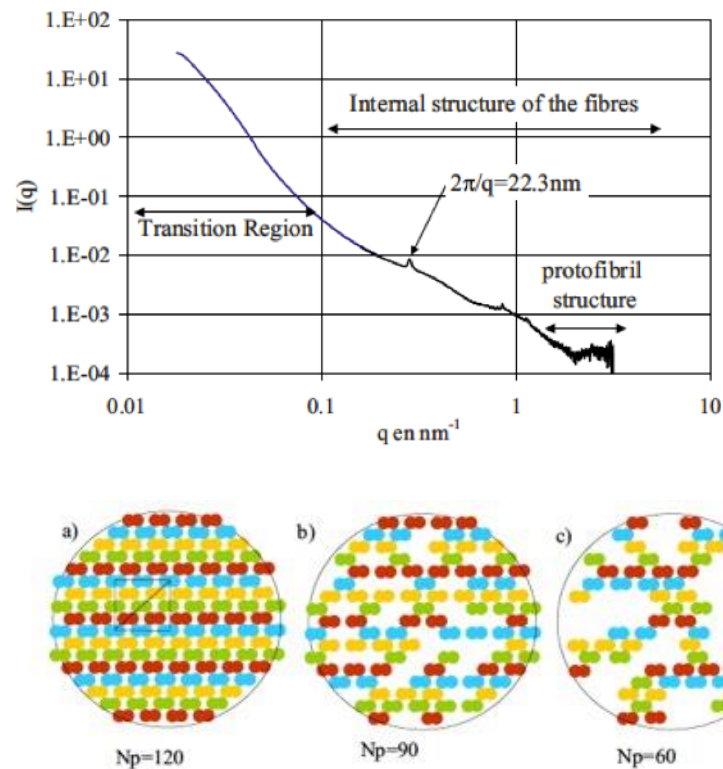 1.E+02
1.E+01
1.E+00
1.E-01
1.E-02
1.E-03
1.E-04
I(q)
Internal structure of the fibres
2π/q=22.3nm
Transition Region
protofibril
structure
0.01 0.1 1 10
q en nm⁻¹
a) b) c)
Np=120 Np=90 Np=60